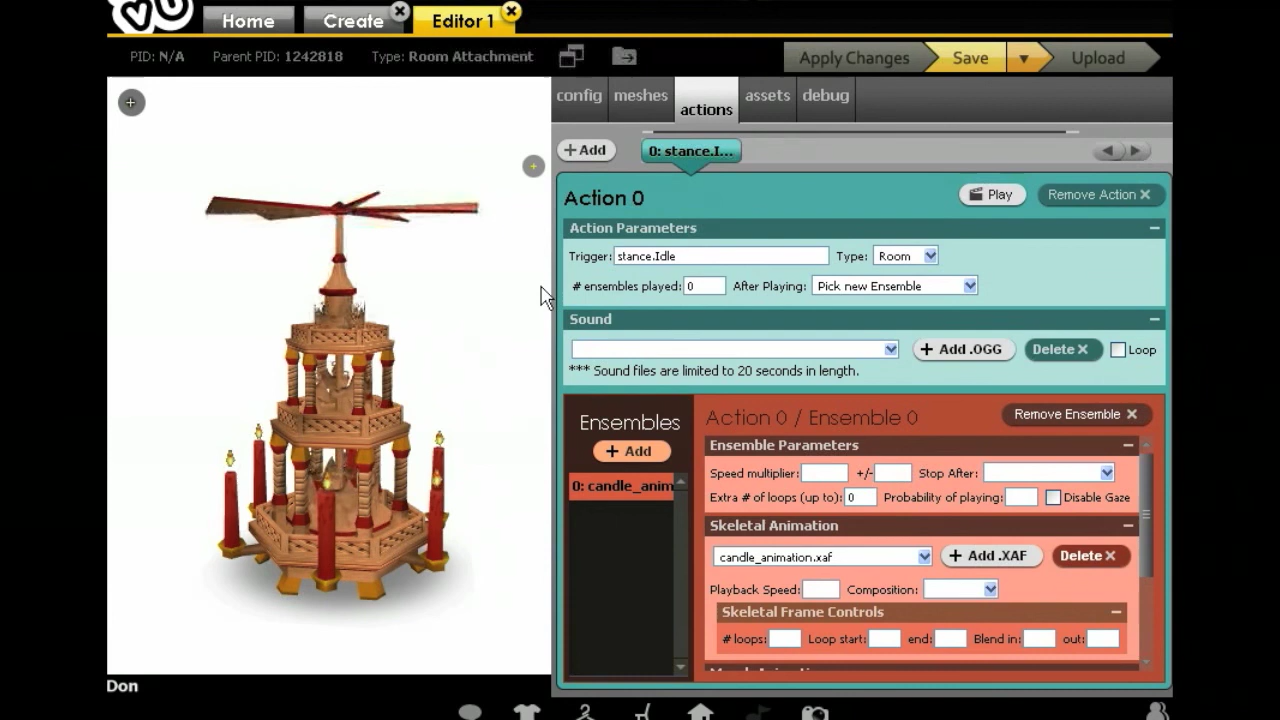 Home Create Editor 1
PID: N/A Parent PID: 1242818 Type: Room Attachment Apply Changes Save Upload
config meshes actions assets debug
+ Add 0: stance.I...
Action 0 Play Remove Action X
Action Parameters
Trigger: stance.Idle Type: Room
# ensembles played: 0 After Playing: Pick new Ensemble
Sound
+ Add .OGG Delete X Loop
*** Sound files are limited to 20 seconds in length.
Ensembles Action 0 / Ensemble 0 Remove Ensemble X
+ Add Ensemble Parameters
Speed multiplier: +/- Stop After:
0: candle_anim Extra # of loops (up to): 0 Probability of playing: Disable Gaze
Skeletal Animation
candle_animation.xaf + Add .XAF Delete X
Playback Speed: Composition:
Skeletal Frame Controls
# loops: Loop start: end: Blend in: out:
Don